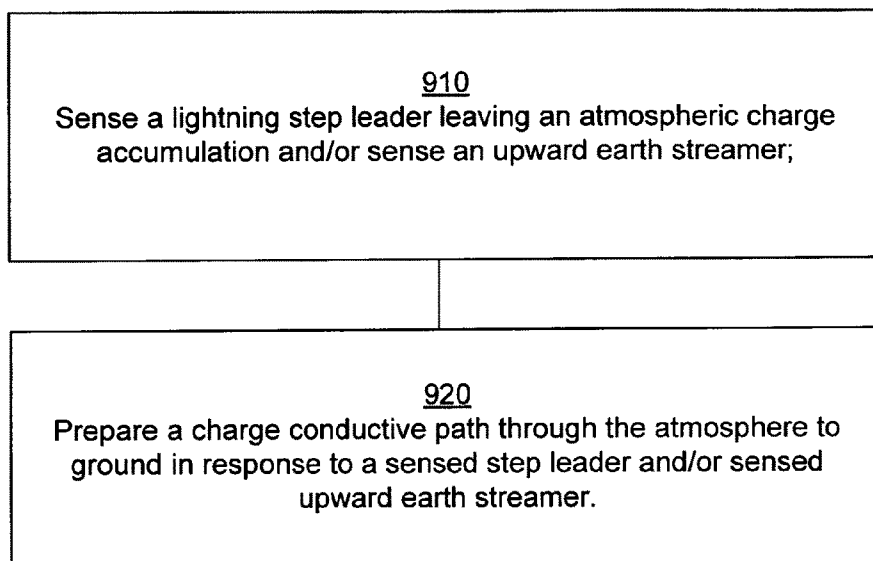 910
Sense a lightning step leader leaving an atmospheric charge
accumulation and/or sense an upward earth streamer;
920
Prepare a charge conductive path through the atmosphere to
ground in response to a sensed step leader and/or sensed
upward earth streamer.